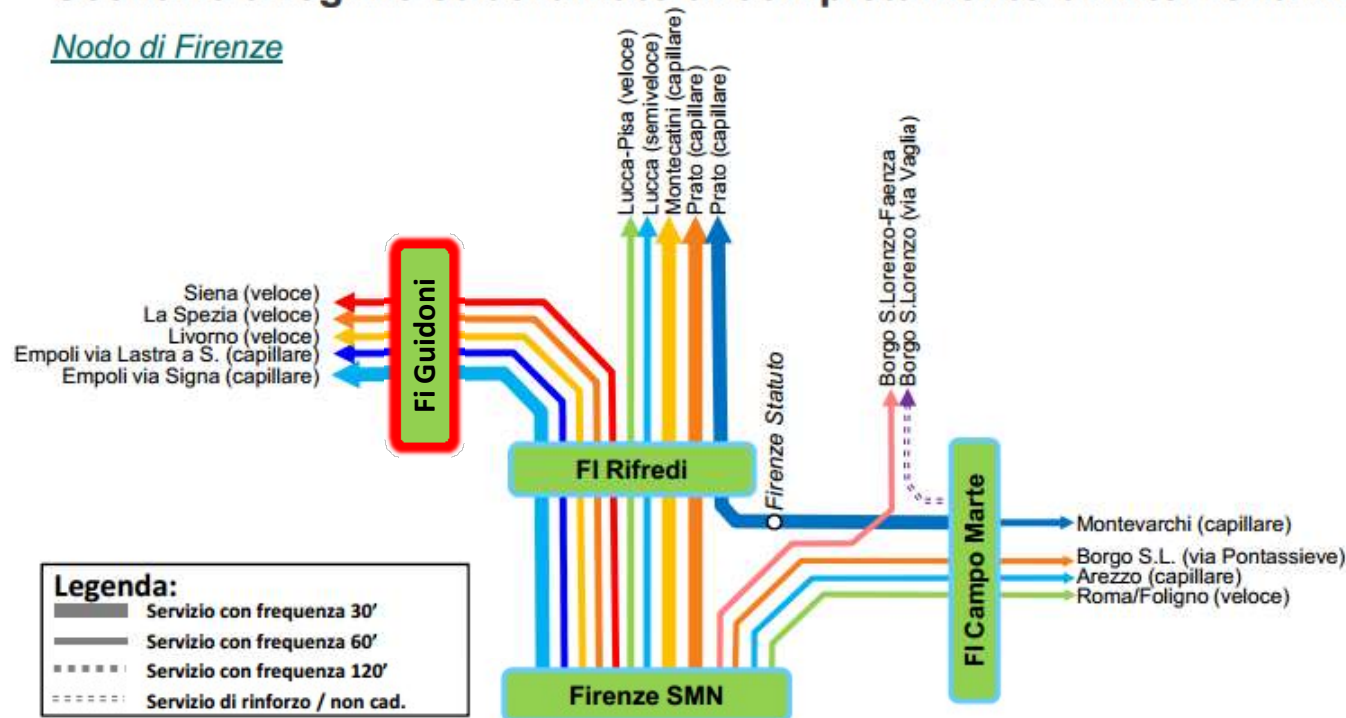 Nodo di Firenze
Lucca-Pisa (veloce)
Lucca (semiveloce)
Montecatini (capillare)
Prato (capillare)
Prato (capillare)
Borgo S.Lorenzo-Faenza
Borgo S.Lorenzo (via Vaglia)
Siena (veloce)
La Spezia (veloce)
Livorno (veloce)
Empoli via Lastra a S. (capillare)
Empoli via Signa (capillare)
Fi Guidoni
FI Rifredi
Firenze Statuto
FI Campo Marte
Montevarchi (capillare)
Borgo S.L. (via Pontassieve)
Arezzo (capillare)
Roma/Foligno (veloce)
Firenze SMN
Legenda:
Servizio con frequenza 30’
Servizio con frequenza 60’
Servizio con frequenza 120’
Servizio di rinforzo / non cad.